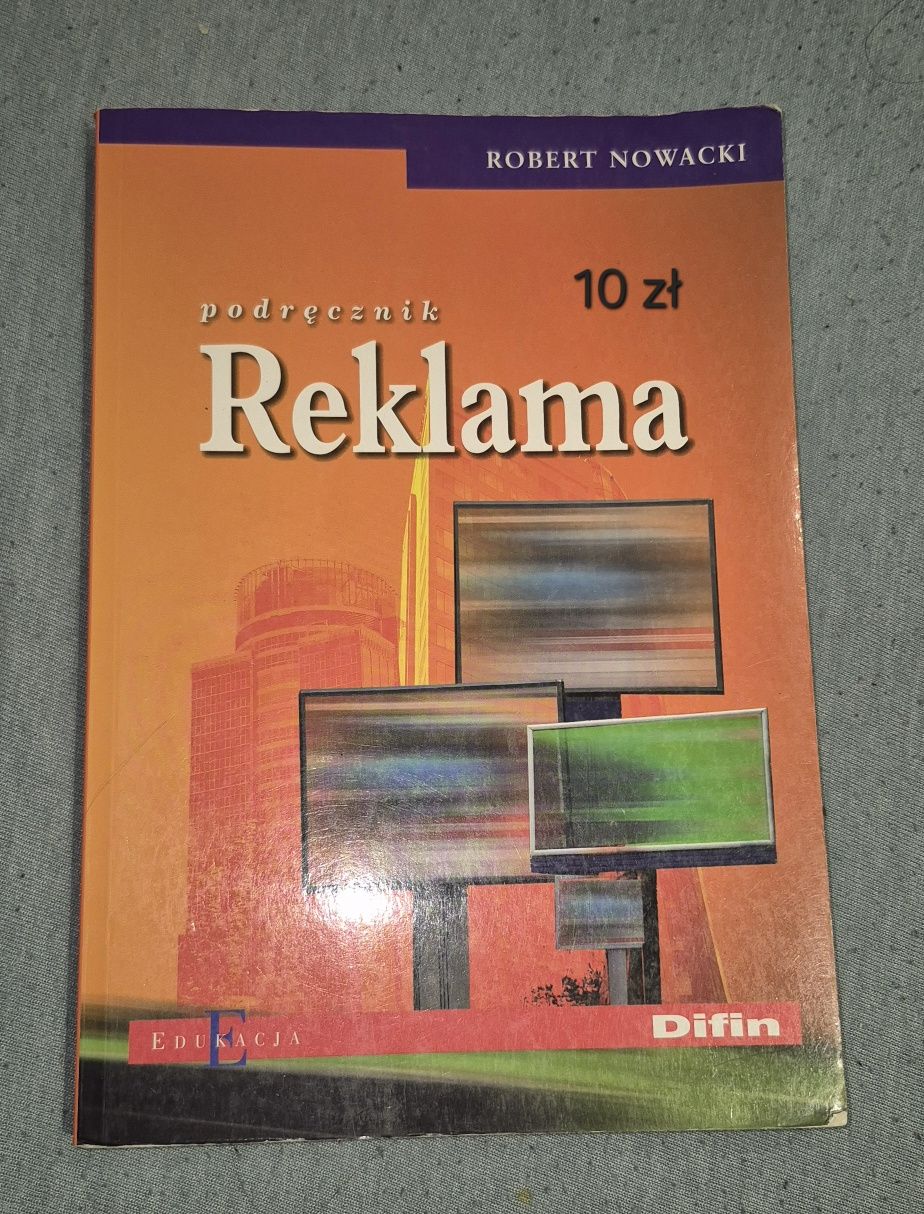 ROBERT NOWACKI
10 zł
podręcznik
Reklama
EDUKACJA
E
Difin